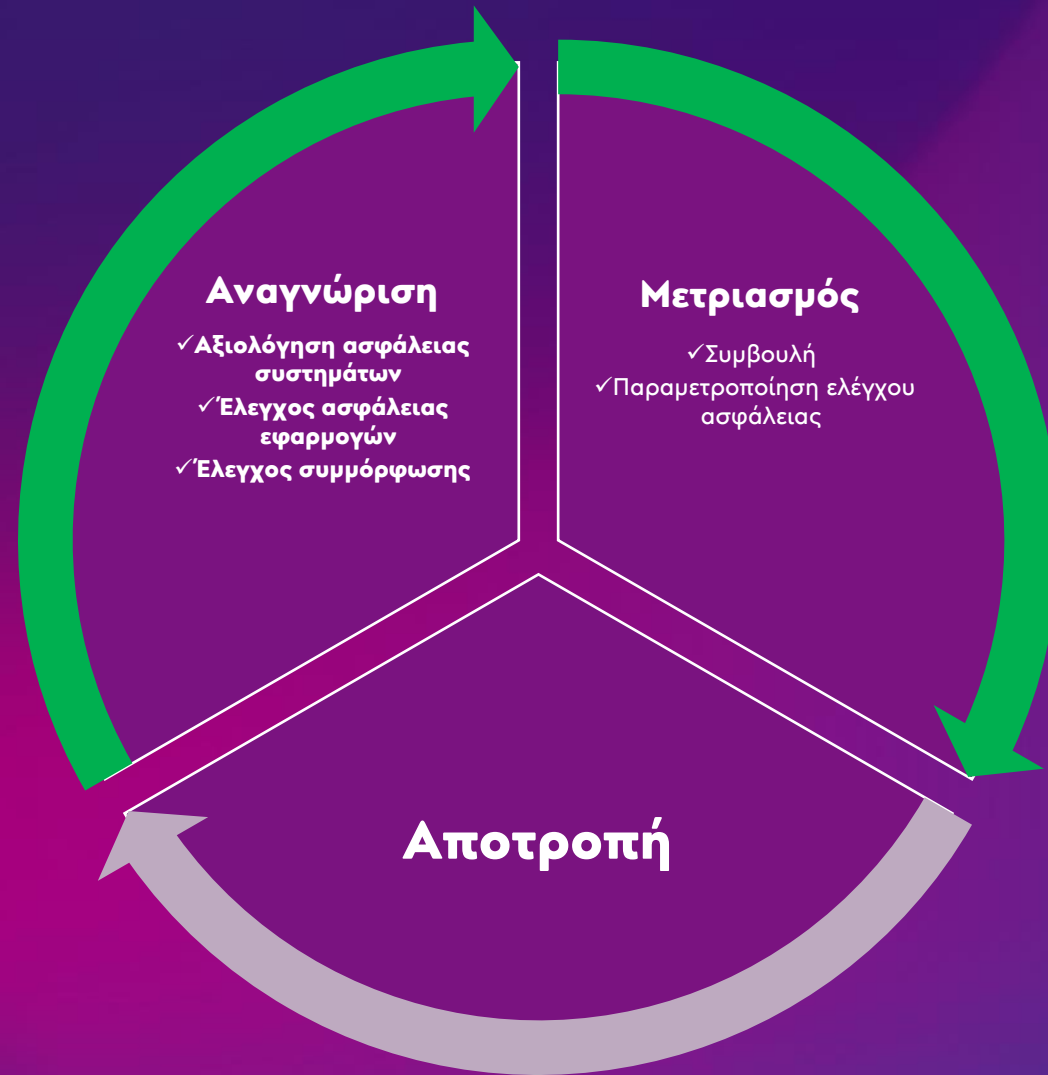 Αναγνώριση
✓Αξιολόγηση ασφάλειας
συστημάτων
✓Έλεγχος ασφάλειας
εφαρμογών
✓Έλεγχος συμμόρφωσης
Μετριασμός
✓Συμβουλή
✓Παραμετροποίηση ελέγχου
ασφάλειας
Αποτροπή